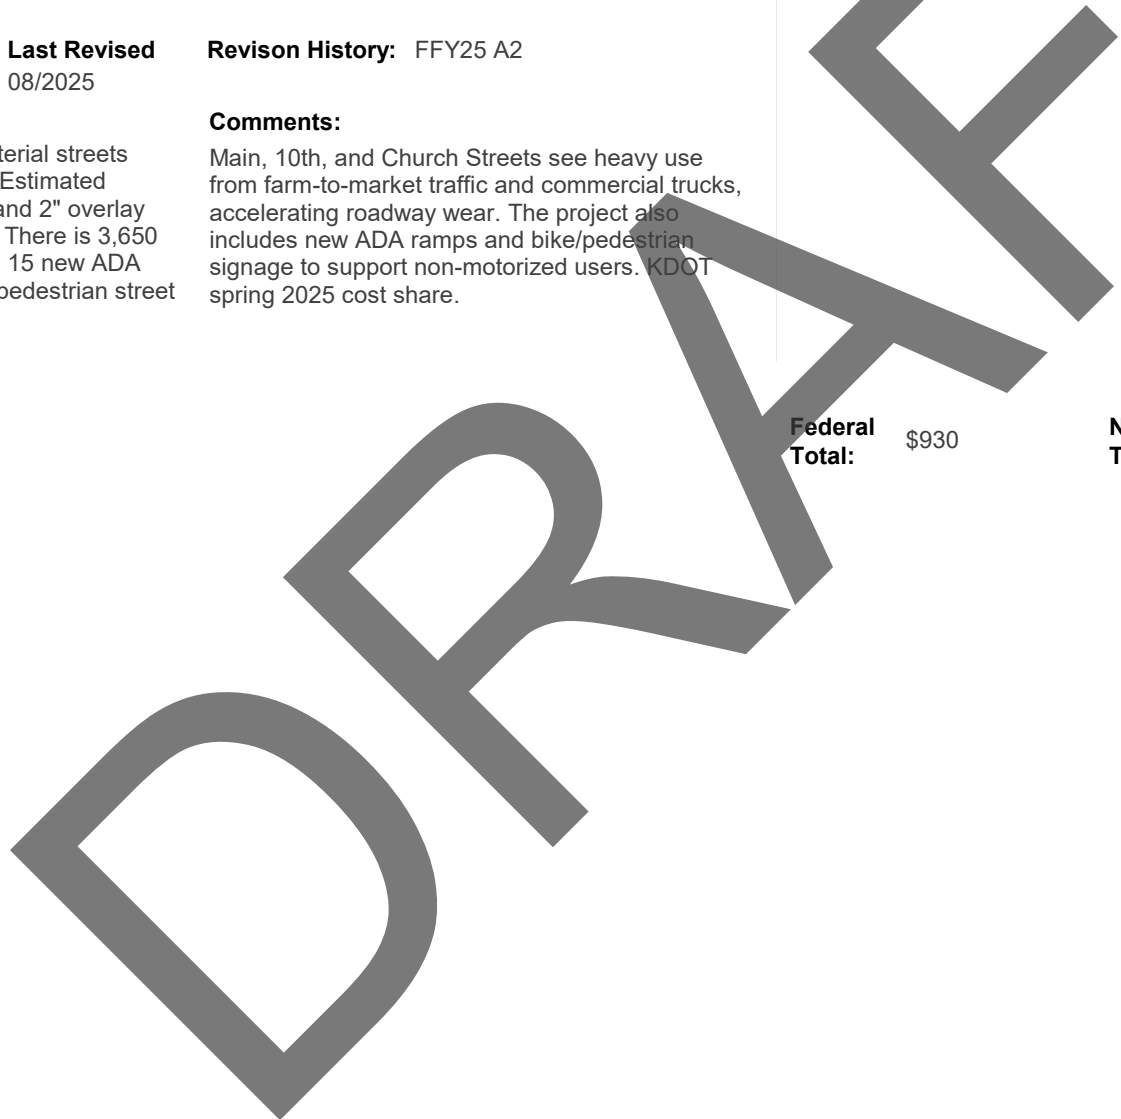 Last Revised
08/2025
Revison History: FFY25 A2
terial streets
Estimated
and 2" overlay
There is 3,650
15 new ADA
pedestrian street
Comments:
Main, 10th, and Church Streets see heavy use
from farm-to-market traffic and commercial trucks,
accelerating roadway wear. The project also
includes new ADA ramps and bike/pedestrian
signage to support non-motorized users. KDOT
spring 2025 cost share.
Federal
Total:
$930
N
T
DRAF